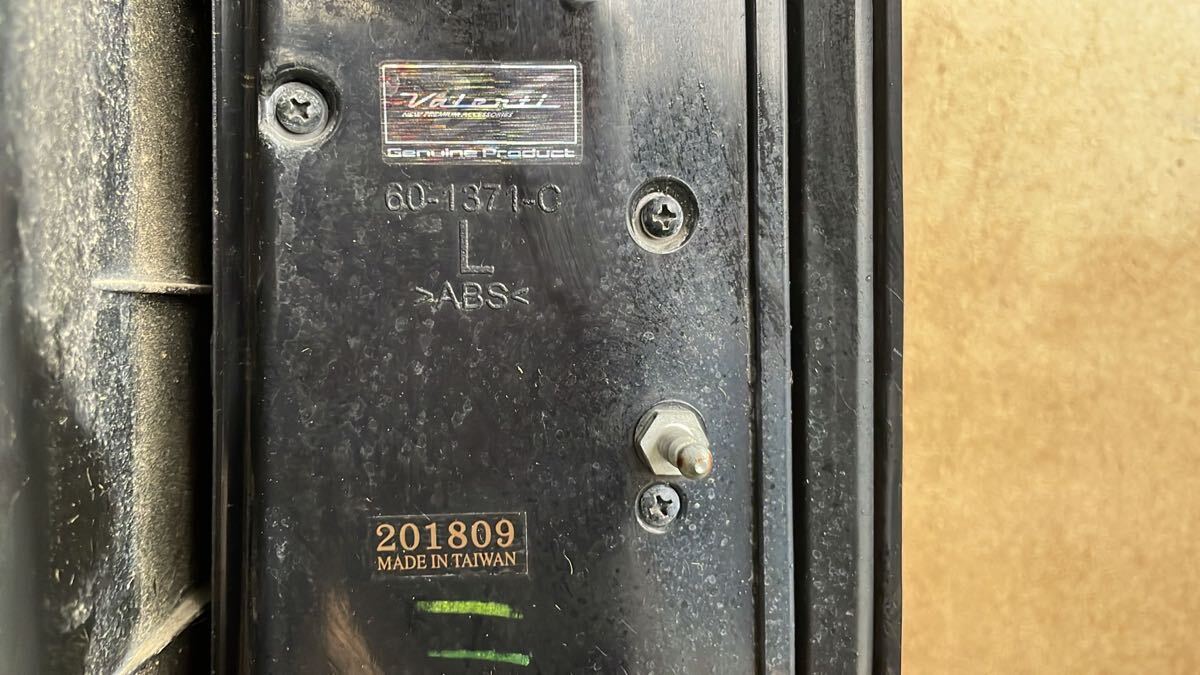 Valenti
NEW PREMIUM ACCESSORIES
Genuine Product
60-1371-C
L
>ABS<
201809
MADE IN TAIWAN